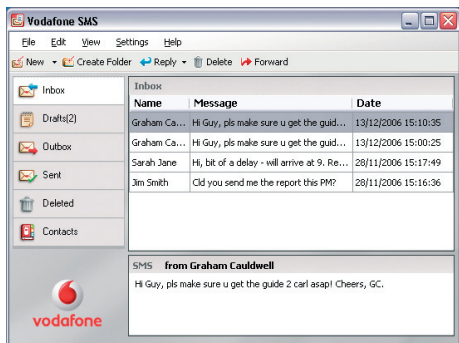 Vodafone SMS
File Edit View Settings Help
New Create Folder Reply Delete Forward
Inbox
Drafts(2)
Outbox
Sent
Deleted
Contacts
vodafone
Inbox
Name Message Date
Graham Ca... Hi Guy, pls make sure u get the guid... 13/12/2006 15:10:35
Graham Ca... Hi Guy, pls make sure u get the guid... 13/12/2006 15:00:25
Sarah Jane Hi, bit of a delay - will arrive at 9. Re... 28/11/2006 15:17:49
Jim Smith Cld you send me the report this PM? 28/11/2006 15:16:36
SMS from Graham Cauldwell
Hi Guy, pls make sure u get the guide 2 carl asap! Cheers, GC.